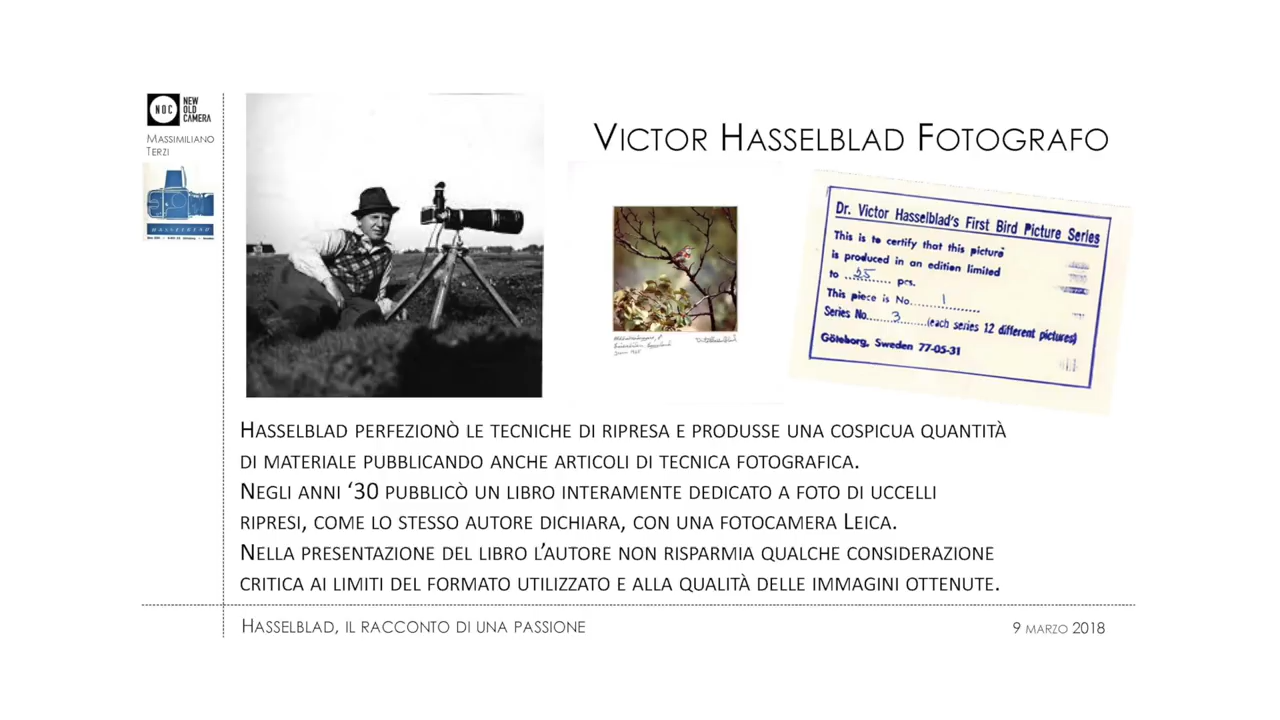 NOC
NEW
OLD
CAMERA
MASSIMILIANO
TERZI
HASSELBLAD
VICTOR HASSELBLAD FOTOGRAFO
Dr. Victor Hasselblad's First Bird Picture Series
This is to certify that this picture
is produced in an edition limited
to ...35... pcs.
This piece is No. 1
Series No. 3 (each series 12 different pictures)
Göteborg, Sweden 77-05-31
HASSELBLAD PERFEZIONÒ LE TECNICHE DI RIPRESA E PRODUSSE UNA COSPICUA QUANTITÀ
DI MATERIALE PUBBLICANDO ANCHE ARTICOLI DI TECNICA FOTOGRAFICA.
NEGLI ANNI ‘30 PUBBLICÒ UN LIBRO INTERAMENTE DEDICATO A FOTO DI UCCELLI
RIPRESI, COME LO STESSO AUTORE DICHIARA, CON UNA FOTOCAMERA LEICA.
NELLA PRESENTAZIONE DEL LIBRO L’AUTORE NON RISPARMIA QUALCHE CONSIDERAZIONE
CRITICA AI LIMITI DEL FORMATO UTILIZZATO E ALLA QUALITÀ DELLE IMMAGINI OTTENUTE.
HASSELBLAD, IL RACCONTO DI UNA PASSIONE
9 MARZO 2018